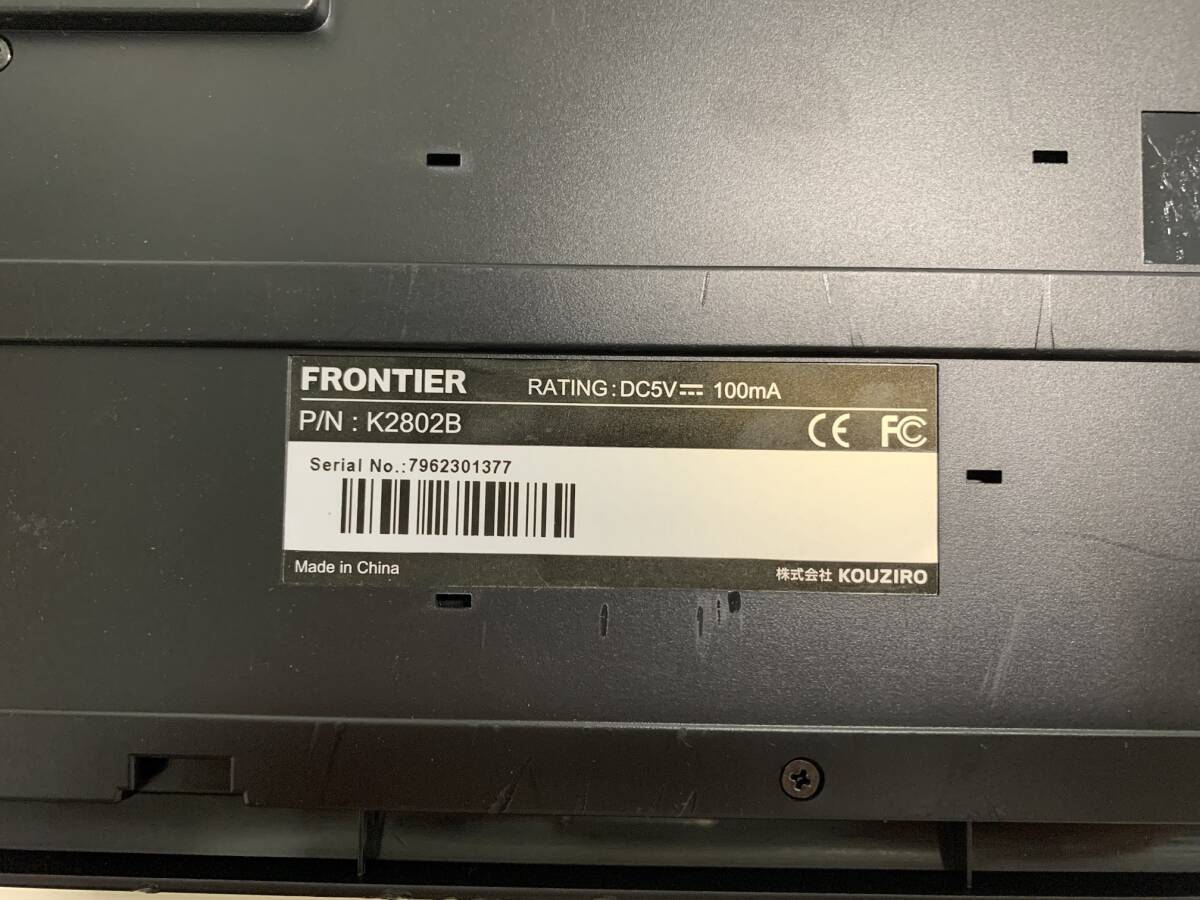 FRONTIER
RATING : DC5V⎓ 100mA
P/N : K2802B
CE FC
Serial No.:7962301377
Made in China
株式会社 KOUZIRO